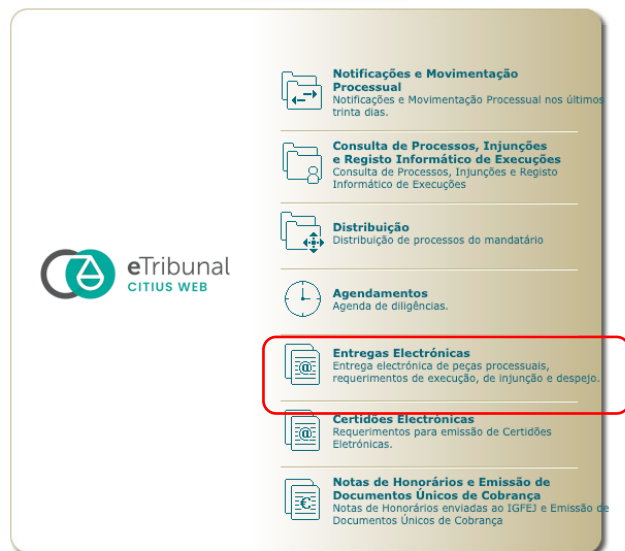 Notificações e Movimentação
Processual
Notificações e Movimentação Processual nos últimos
trinta dias.
Consulta de Processos, Injunções
e Registo Informático de Execuções
Consulta de Processos, Injunções e Registo
Informático de Execuções
Distribuição
Distribuição de processos do mandatário
eTribunal
CITIUS WEB
Agendamentos
Agenda de diligências.
Entregas Electrónicas
Entrega electrónica de peças processuais,
requerimentos de execução, de injunção e despejo.
Certidões Electrónicas
Requerimentos para emissão de Certidões
Eletrónicas.
Notas de Honorários e Emissão de
Documentos Únicos de Cobrança
Notas de Honorários enviadas ao IGFEJ e Emissão de
Documentos Únicos de Cobrança